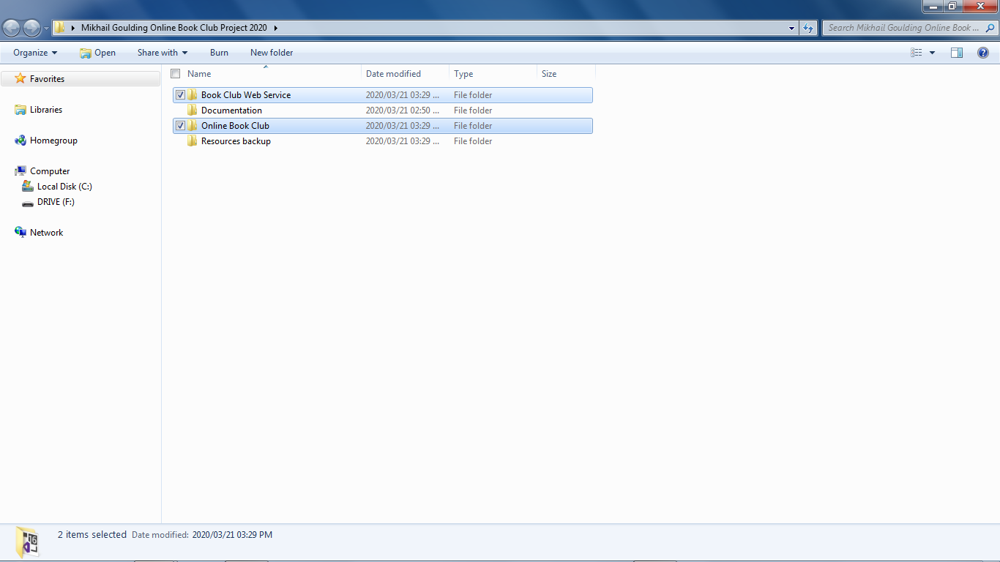 Mikhail Goulding Online Book Club Project 2020
Search Mikhail Goulding Online Book ...
Organize Open Share with Burn New folder
Favorites
Libraries
Homegroup
Computer
Local Disk (C:)
DRIVE (F:)
Network
Name Date modified Type Size
Book Club Web Service 2020/03/21 03:29 ... File folder
Documentation 2020/03/21 02:50 ... File folder
Online Book Club 2020/03/21 03:29 ... File folder
Resources backup 2020/03/21 03:29 ... File folder
2 items selected Date modified: 2020/03/21 03:29 PM